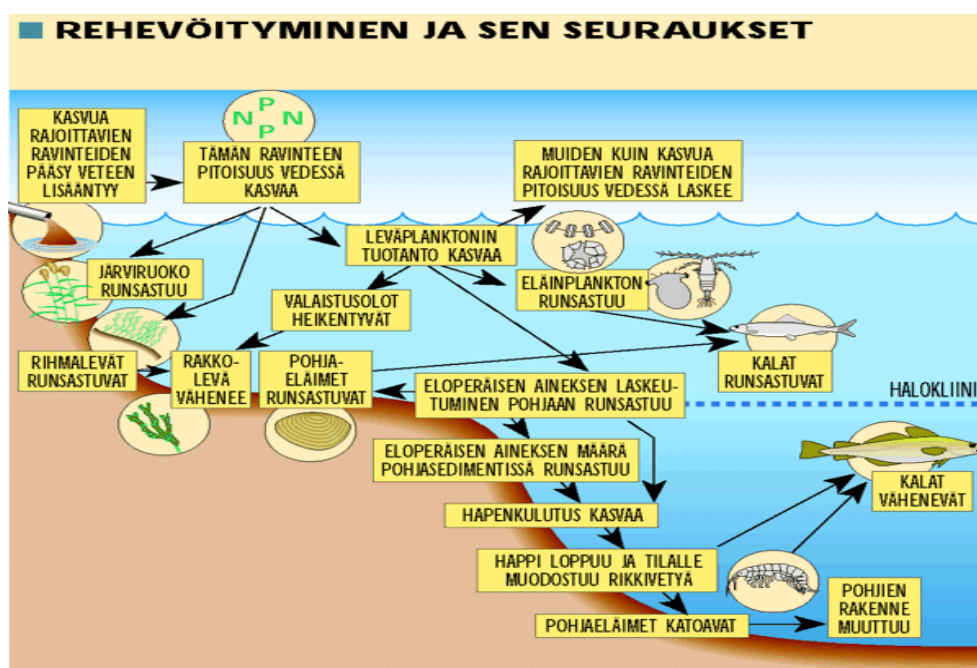 REHEVÖITYMINEN JA SEN SEURAUKSET
KASVUA
RAJOITTAVIEN
RAVINTEIDEN
PÄÄSY VETEEN
LISÄÄNTYY
N P N
P
TÄMÄN RAVINTEEN
PITOISUUS VEDESSÄ
KASVAA
MUIDEN KUIN KASVUA
RAJOITTAVIEN RAVINTEIDEN
PITOISUUS VEDESSÄ LASKEE
LEVÄPLANKTONIN
TUOTANTO KASVAA
JÄRVIRUOKO
RUNSASTUU
ELÄINPLANKTON
RUNSASTUU
VALAISTUSOLOT
HEIKENTYVÄT
RIHMALEVÄT
RUNSASTUVAT
RAKKO-
LEVÄ
VÄHENEE
POHJA-
ELÄIMET
RUNSASTUVAT
KALAT
RUNSASTUVAT
ELOPERÄISEN AINEKSEN LASKEU-
TUMINEN POHJAAN RUNSASTUU
HALOKLIINI
ELOPERÄISEN AINEKSEN MÄÄRÄ
POHJASEDIMENTISSÄ RUNSASTUU
KALAT
VÄHENEVÄT
HAPENKULUTUS KASVAA
HAPPI LOPPUU JA TILALLE
MUODOSTUU RIKKIVETYÄ
POHJAELÄIMET KATOAVAT
POHJIEN
RAKENNE
MUUTTUU